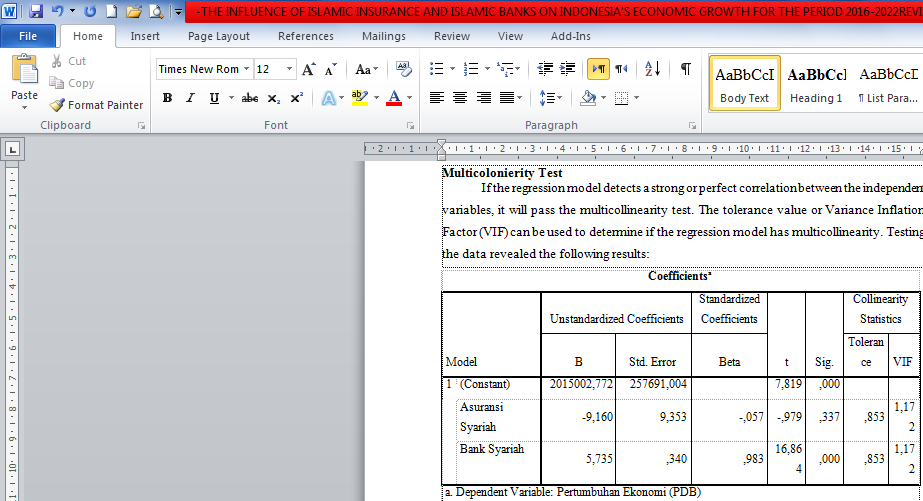 -THE INFLUENCE OF ISLAMIC INSURANCE AND ISLAMIC BANKS ON INDONESIA'S ECONOMIC GROWTH FOR THE PERIOD 2016-2022REVI
File Home Insert Page Layout References Mailings Review View Add-Ins
Paste
Cut
Copy
Format Painter
Clipboard
Times New Rom 12
Font
Paragraph
AaBbCcI AaBbCcI AaBbCcI
Body Text Heading 1 ¶ List Para...
Multicolonierity Test
If the regression model detects a strong or perfect correlation between the independen
variables, it will pass the multicollinearity test. The tolerance value or Variance Inflation
Factor (VIF) can be used to determine if the regression model has multicollinearity. Testing
the data revealed the following results:
Coefficientsª
Model
Unstandardized Coefficients
Standardized
Coefficients
t
Sig.
Collinearity
Statistics
B Std. Error Beta
Toleran
ce
VIF
1 (Constant) 2015002,772 257691,004 7,819 ,000
Asuransi
Syariah
-9,160 9,353 -,057 -,979 ,337 ,853
1,17
2
Bank Syariah
5,735 ,340 ,983
16,86
4
,000 ,853
1,17
2
a. Dependent Variable: Pertumbuhan Ekonomi (PDB)